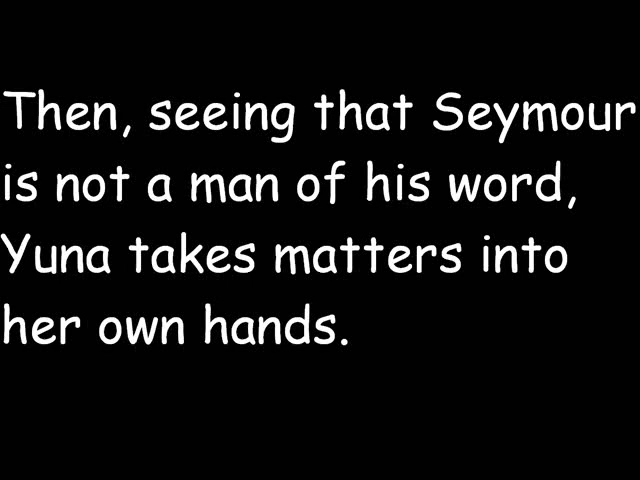 Then, seeing that Seymour
is not a man of his word,
Yuna takes matters into
her own hands.